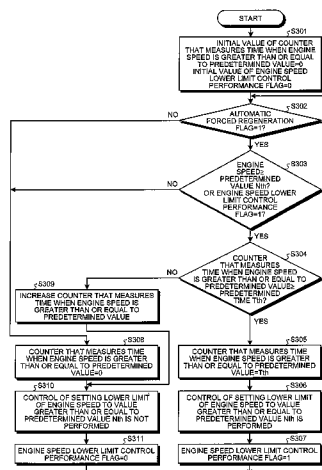 START
S301
INITIAL VALUE OF COUNTER
THAT MEASURES TIME WHEN ENGINE
SPEED IS GREATER THAN OR EQUAL
TO PREDETERMINED VALUE=0
INITIAL VALUE OF ENGINE SPEED
LOWER LIMIT CONTROL
PERFORMANCE FLAG=0
S302
NO
AUTOMATIC
FORCED REGENERATION
FLAG=1?
YES
S303
NO
ENGINE
SPEED≥
PREDETERMINED
VALUE Nth?
OR ENGINE SPEED LOWER
LIMIT CONTROL
PERFORMANCE
FLAG=1?
YES
S304
NO
COUNTER
THAT MEASURES
TIME WHEN ENGINE SPEED
IS GREATER THAN OR EQUAL TO
PREDETERMINED VALUE≥
PREDETERMINED
TIME Tth?
YES
S309
INCREASE COUNTER THAT MEASURES
TIME WHEN ENGINE SPEED IS
GREATER THAN OR EQUAL TO
PREDETERMINED VALUE
S308
COUNTER THAT MEASURES TIME
WHEN ENGINE SPEED IS GREATER
THAN OR EQUAL TO PREDETERMINED
VALUE=0
S305
COUNTER THAT MEASURES TIME
WHEN ENGINE SPEED IS GREATER
THAN OR EQUAL TO PREDETERMINED
VALUE=Tth
S310
CONTROL OF SETTING LOWER LIMIT
OF ENGINE SPEED TO VALUE
GREATER THAN OR EQUAL TO
PREDETERMINED VALUE Nth IS NOT
PERFORMED
S306
CONTROL OF SETTING LOWER LIMIT
OF ENGINE SPEED TO VALUE
GREATER THAN OR EQUAL TO
PREDETERMINED VALUE Nth IS
PERFORMED
S311
ENGINE SPEED LOWER LIMIT CONTROL
PERFORMANCE FLAG=0
S307
ENGINE SPEED LOWER LIMIT CONTROL
PERFORMANCE FLAG=1